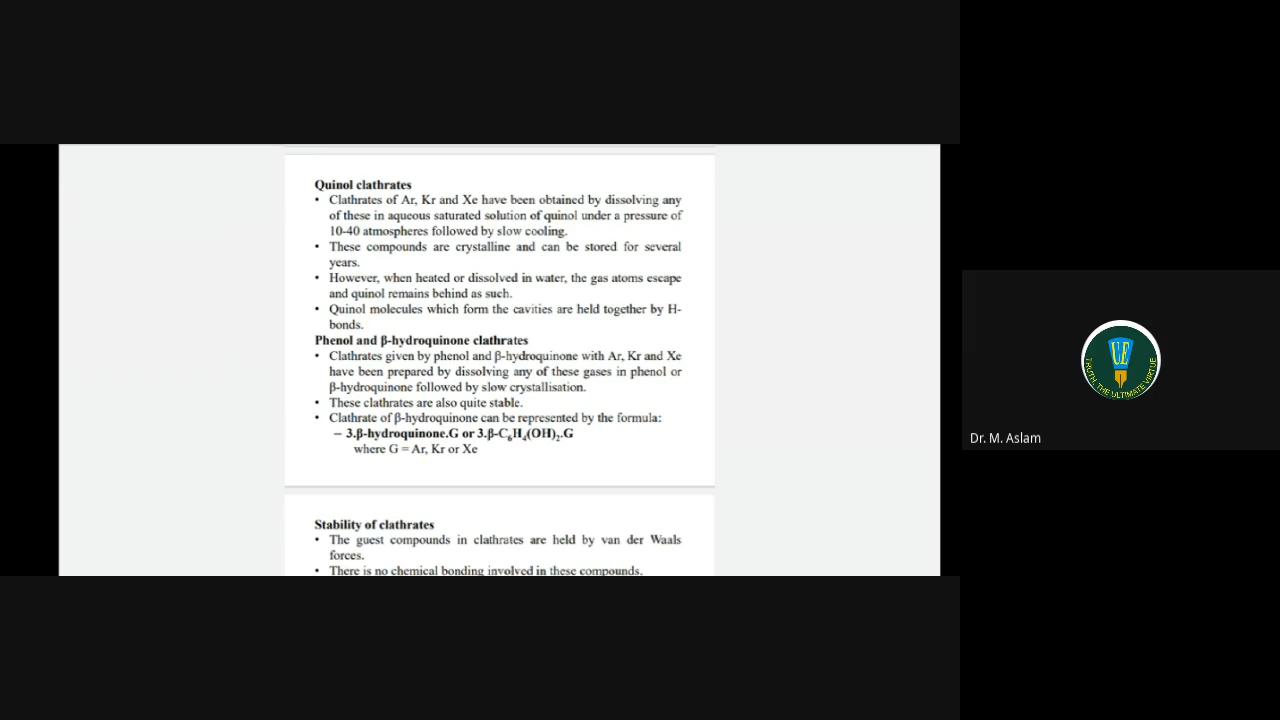 Quinol clathrates
• Clathrates of Ar, Kr and Xe have been obtained by dissolving any
of these in aqueous saturated solution of quinol under a pressure of
10-40 atmospheres followed by slow cooling.
• These compounds are crystalline and can be stored for several
years.
• However, when heated or dissolved in water, the gas atoms escape
and quinol remains behind as such.
• Quinol molecules which form the cavities are held together by H-
bonds.
Phenol and β-hydroquinone clathrates
• Clathrates given by phenol and β-hydroquinone with Ar, Kr and Xe
have been prepared by dissolving any of these gases in phenol or
β-hydroquinone followed by slow crystallisation.
• These clathrates are also quite stable.
• Clathrate of β-hydroquinone can be represented by the formula:
– 3.β-hydroquinone.G or 3.β-C₆H₄(OH)₂.G
where G = Ar, Kr or Xe
Stability of clathrates
• The guest compounds in clathrates are held by van der Waals
forces.
• There is no chemical bonding involved in these compounds.
CE
TRUTH, THE ULTIMATE VIRTUE
Dr. M. Aslam